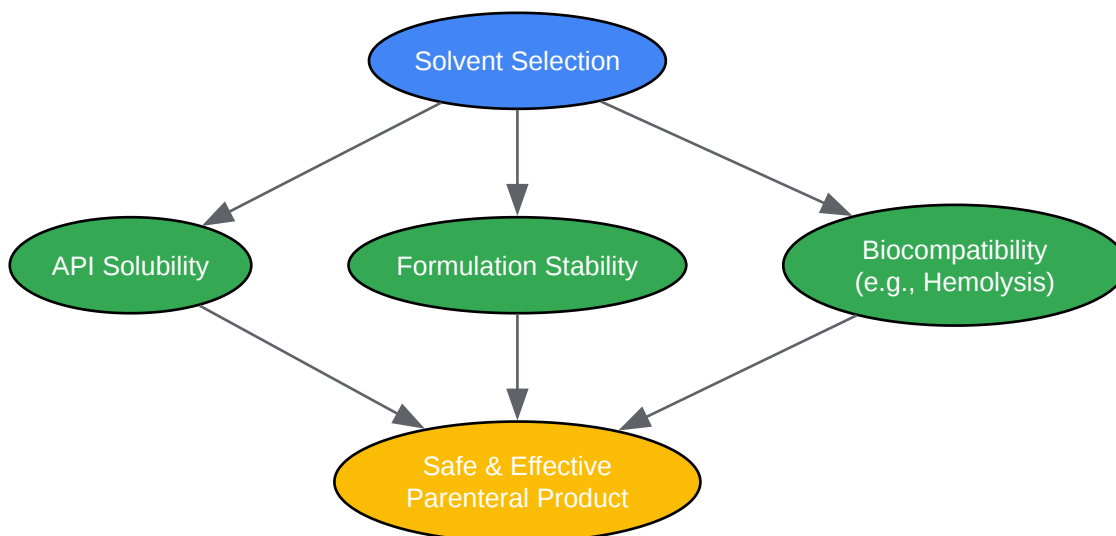 Solvent Selection
API Solubility
Formulation Stability
Biocompatibility
(e.g., Hemolysis)
Safe & Effective
Parenteral Product